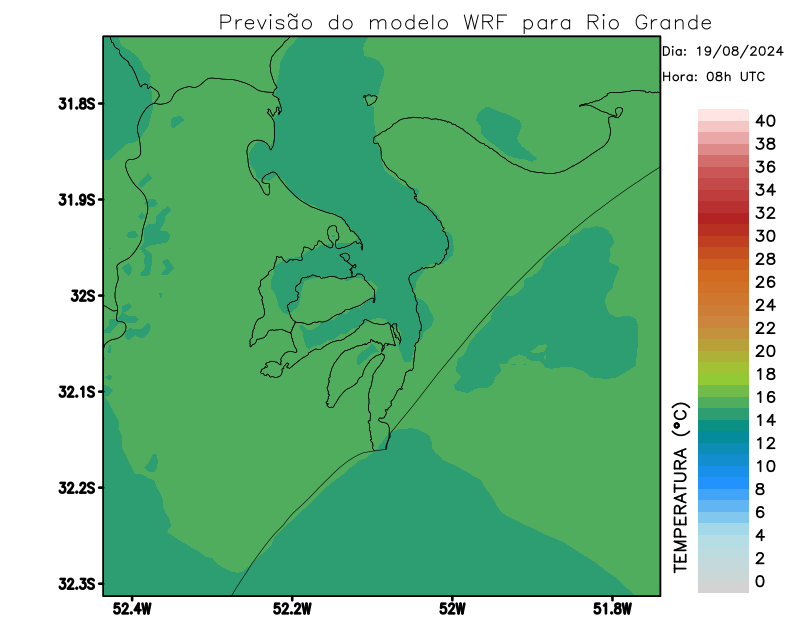 Previsão do modelo WRF para Rio Grande
Dia: 19/08/2024
Hora: 08h UTC
31.8S
31.9S
32S
32.1S
32.2S
32.3S
52.4W
52.2W
52W
51.8W
TEMPERATURA (°C)
40
38
36
34
32
30
28
26
24
22
20
18
16
14
12
10
8
6
4
2
0